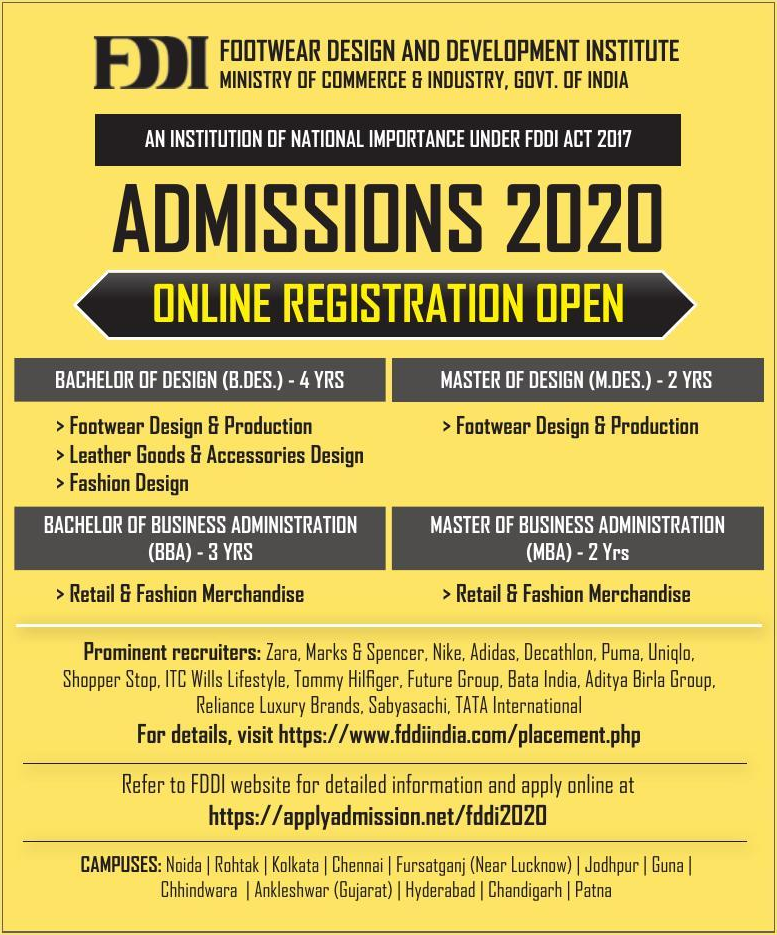 FDDI FOOTWEAR DESIGN AND DEVELOPMENT INSTITUTE
MINISTRY OF COMMERCE & INDUSTRY, GOVT. OF INDIA
AN INSTITUTION OF NATIONAL IMPORTANCE UNDER FDDI ACT 2017
ADMISSIONS 2020
ONLINE REGISTRATION OPEN
BACHELOR OF DESIGN (B.DES.) - 4 YRS
> Footwear Design & Production
> Leather Goods & Accessories Design
> Fashion Design
MASTER OF DESIGN (M.DES.) - 2 YRS
> Footwear Design & Production
BACHELOR OF BUSINESS ADMINISTRATION
(BBA) - 3 YRS
> Retail & Fashion Merchandise
MASTER OF BUSINESS ADMINISTRATION
(MBA) - 2 Yrs
> Retail & Fashion Merchandise
Prominent recruiters: Zara, Marks & Spencer, Nike, Adidas, Decathlon, Puma, Uniqlo,
Shopper Stop, ITC Wills Lifestyle, Tommy Hilfiger, Future Group, Bata India, Aditya Birla Group,
Reliance Luxury Brands, Sabyasachi, TATA International
For details, visit https://www.fddiindia.com/placement.php
Refer to FDDI website for detailed information and apply online at
https://applyadmission.net/fddi2020
CAMPUSES: Noida | Rohtak | Kolkata | Chennai | Fursatganj (Near Lucknow) | Jodhpur | Guna |
Chhindwara | Ankleshwar (Gujarat) | Hyderabad | Chandigarh | Patna